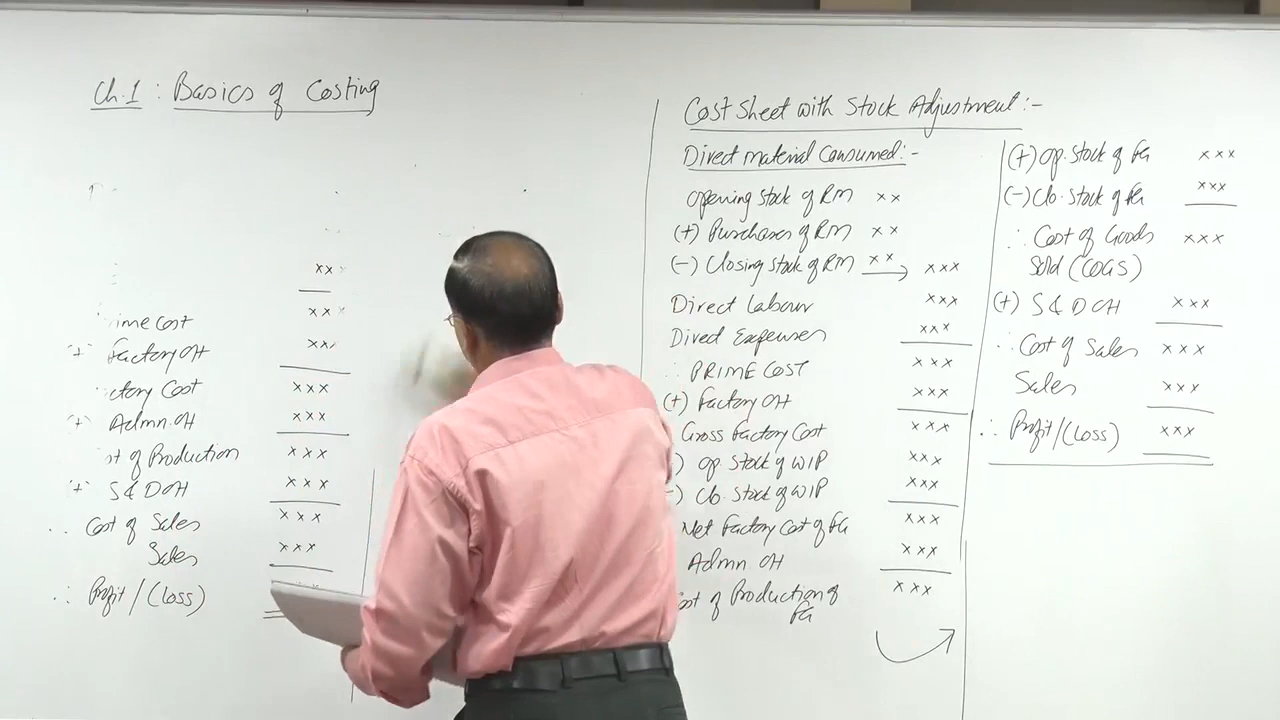 Ch.1 : Basics of Costing
xx
xx
Cost
xx
(+) Factory OH
Cost xxx
(+) Admn. OH xxx
of Production xxx
(+) S & D OH xxx
∴ Cost of Sales xxx
Sales xxx
∴ Profit/(Loss)
Cost Sheet with Stock Adjustment :-
Direct Material Consumed :-
Opening Stock of RM xx
(+) Purchases of RM xx
(-) Closing Stock of RM xx xxx
Direct Labour xxx
Direct Expenses xxx
∴ PRIME COST xxx
(+) Factory OH xxx
Gross Factory Cost xxx
) Op. Stock of WIP xxx
-) Clo. Stock of WIP xxx
Net Factory Cost of FG xxx
Admn OH xxx
of Production of xxx
FG
(+) Op. Stock of FG xxx
(-) Clo. Stock of FG xxx
∴ Cost of Goods xxx
Sold (COGS)
(+) S & D OH xxx
∴ Cost of Sales xxx
Sales xxx
∴ Profit/(Loss) xxx